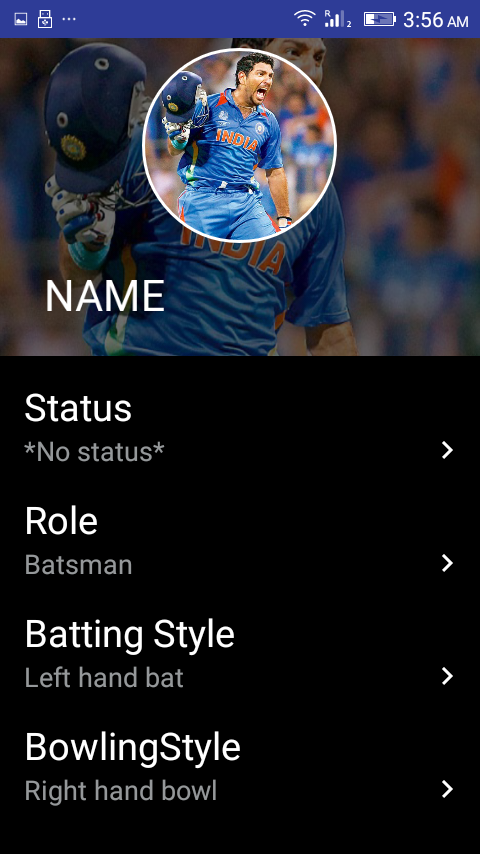 R
2
3:56 AM
INDIA
INDIA
NAME
Status
*No status*
Role
Batsman
Batting Style
Left hand bat
BowlingStyle
Right hand bowl